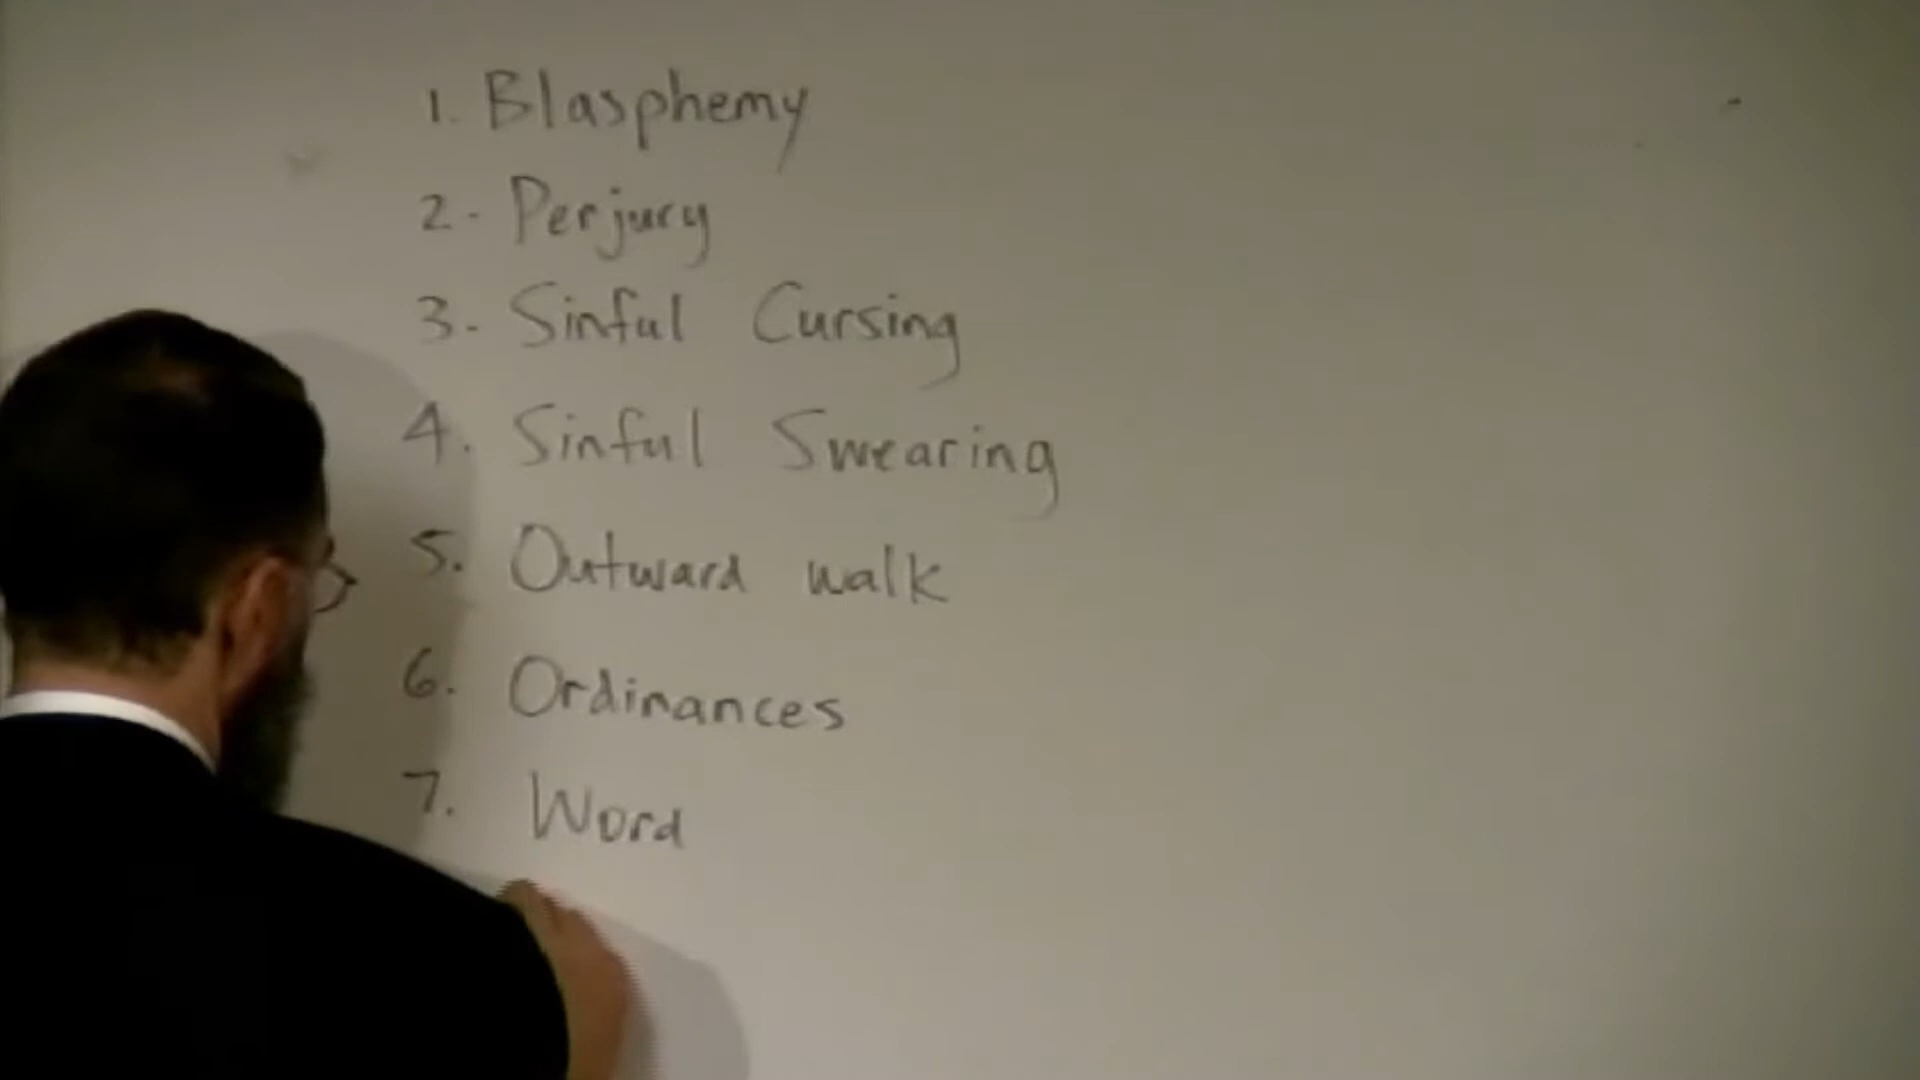 1. Blasphemy
2. Perjury
3. Sinful Cursing
4. Sinful Swearing
5. Outward walk
6. Ordinances
7. Word